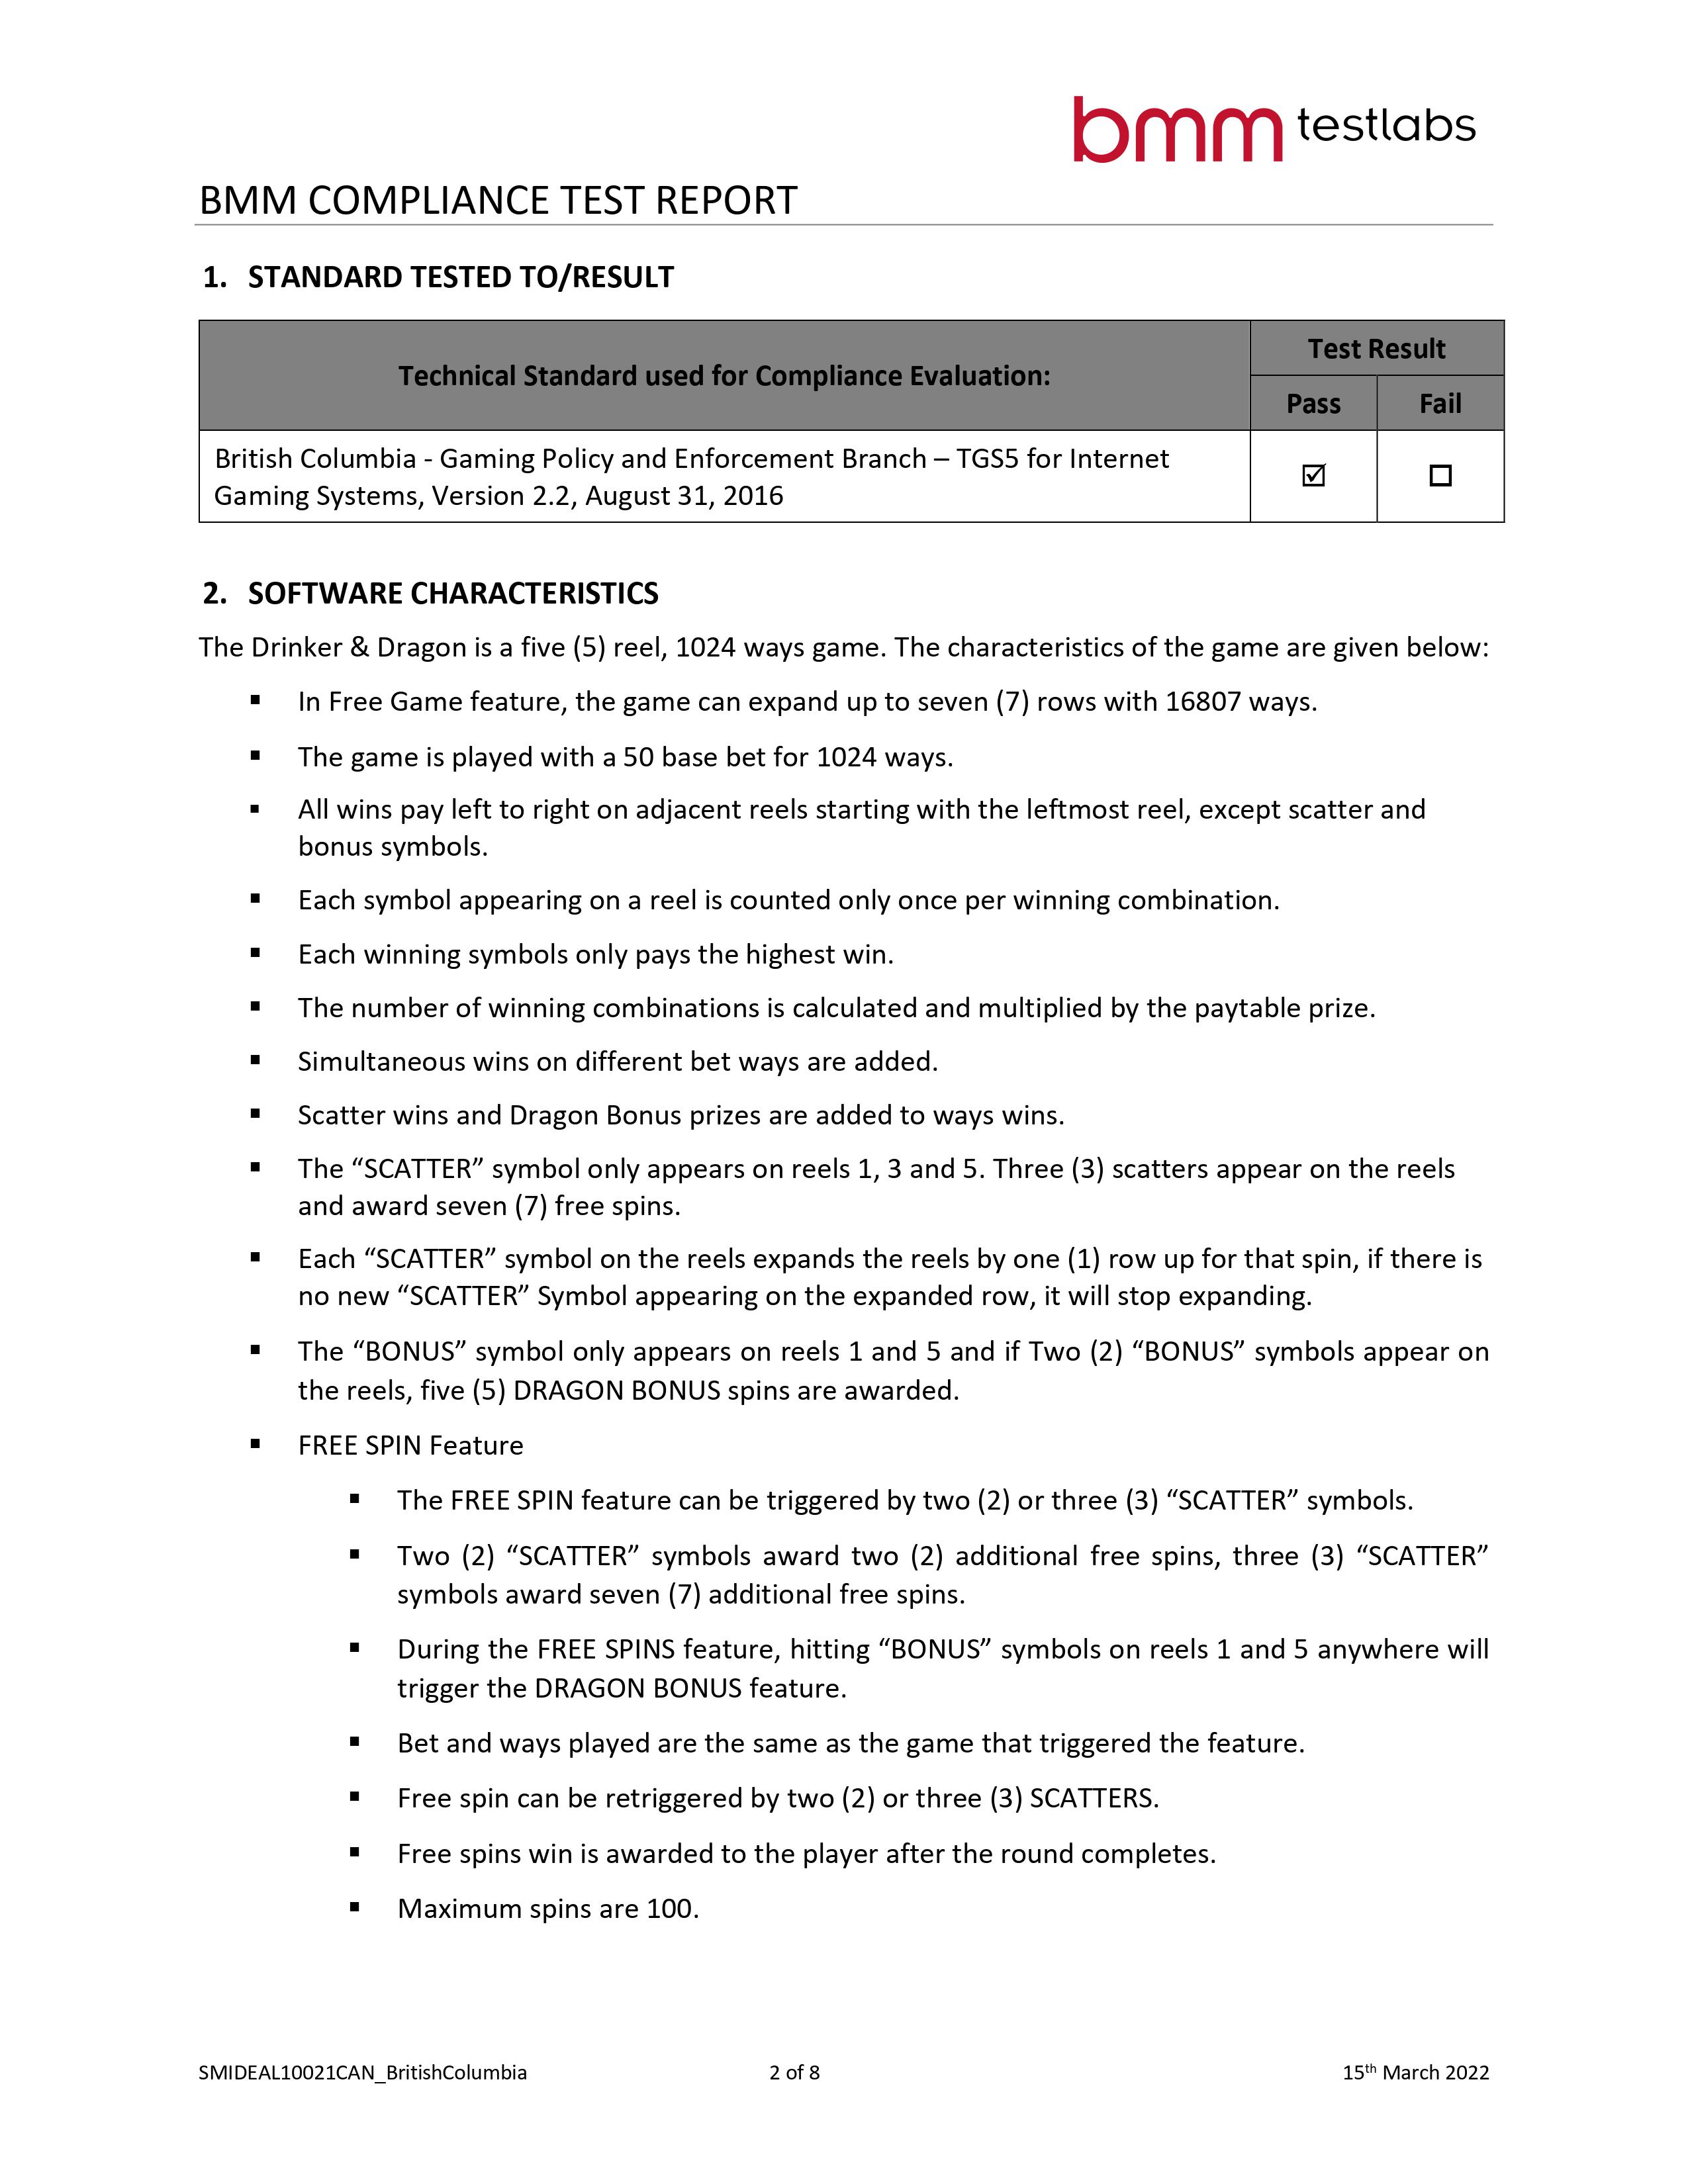 bmm testlabs
BMM COMPLIANCE TEST REPORT
1. STANDARD TESTED TO/RESULT
Technical Standard used for Compliance Evaluation:
Test Result
Pass
Fail
British Columbia - Gaming Policy and Enforcement Branch – TGS5 for Internet
Gaming Systems, Version 2.2, August 31, 2016
☑
☐
2. SOFTWARE CHARACTERISTICS
The Drinker & Dragon is a five (5) reel, 1024 ways game. The characteristics of the game are given below:
▪ In Free Game feature, the game can expand up to seven (7) rows with 16807 ways.
▪ The game is played with a 50 base bet for 1024 ways.
▪ All wins pay left to right on adjacent reels starting with the leftmost reel, except scatter and
bonus symbols.
▪ Each symbol appearing on a reel is counted only once per winning combination.
▪ Each winning symbols only pays the highest win.
▪ The number of winning combinations is calculated and multiplied by the paytable prize.
▪ Simultaneous wins on different bet ways are added.
▪ Scatter wins and Dragon Bonus prizes are added to ways wins.
▪ The “SCATTER” symbol only appears on reels 1, 3 and 5. Three (3) scatters appear on the reels
and award seven (7) free spins.
▪ Each “SCATTER” symbol on the reels expands the reels by one (1) row up for that spin, if there is
no new “SCATTER” Symbol appearing on the expanded row, it will stop expanding.
▪ The “BONUS” symbol only appears on reels 1 and 5 and if Two (2) “BONUS” symbols appear on
the reels, five (5) DRAGON BONUS spins are awarded.
▪ FREE SPIN Feature
▪ The FREE SPIN feature can be triggered by two (2) or three (3) “SCATTER” symbols.
▪ Two (2) “SCATTER” symbols award two (2) additional free spins, three (3) “SCATTER”
symbols award seven (7) additional free spins.
▪ During the FREE SPINS feature, hitting “BONUS” symbols on reels 1 and 5 anywhere will
trigger the DRAGON BONUS feature.
▪ Bet and ways played are the same as the game that triggered the feature.
▪ Free spin can be retriggered by two (2) or three (3) SCATTERS.
▪ Free spins win is awarded to the player after the round completes.
▪ Maximum spins are 100.
SMIDEAL10021CAN_BritishColumbia 2 of 8 15th March 2022